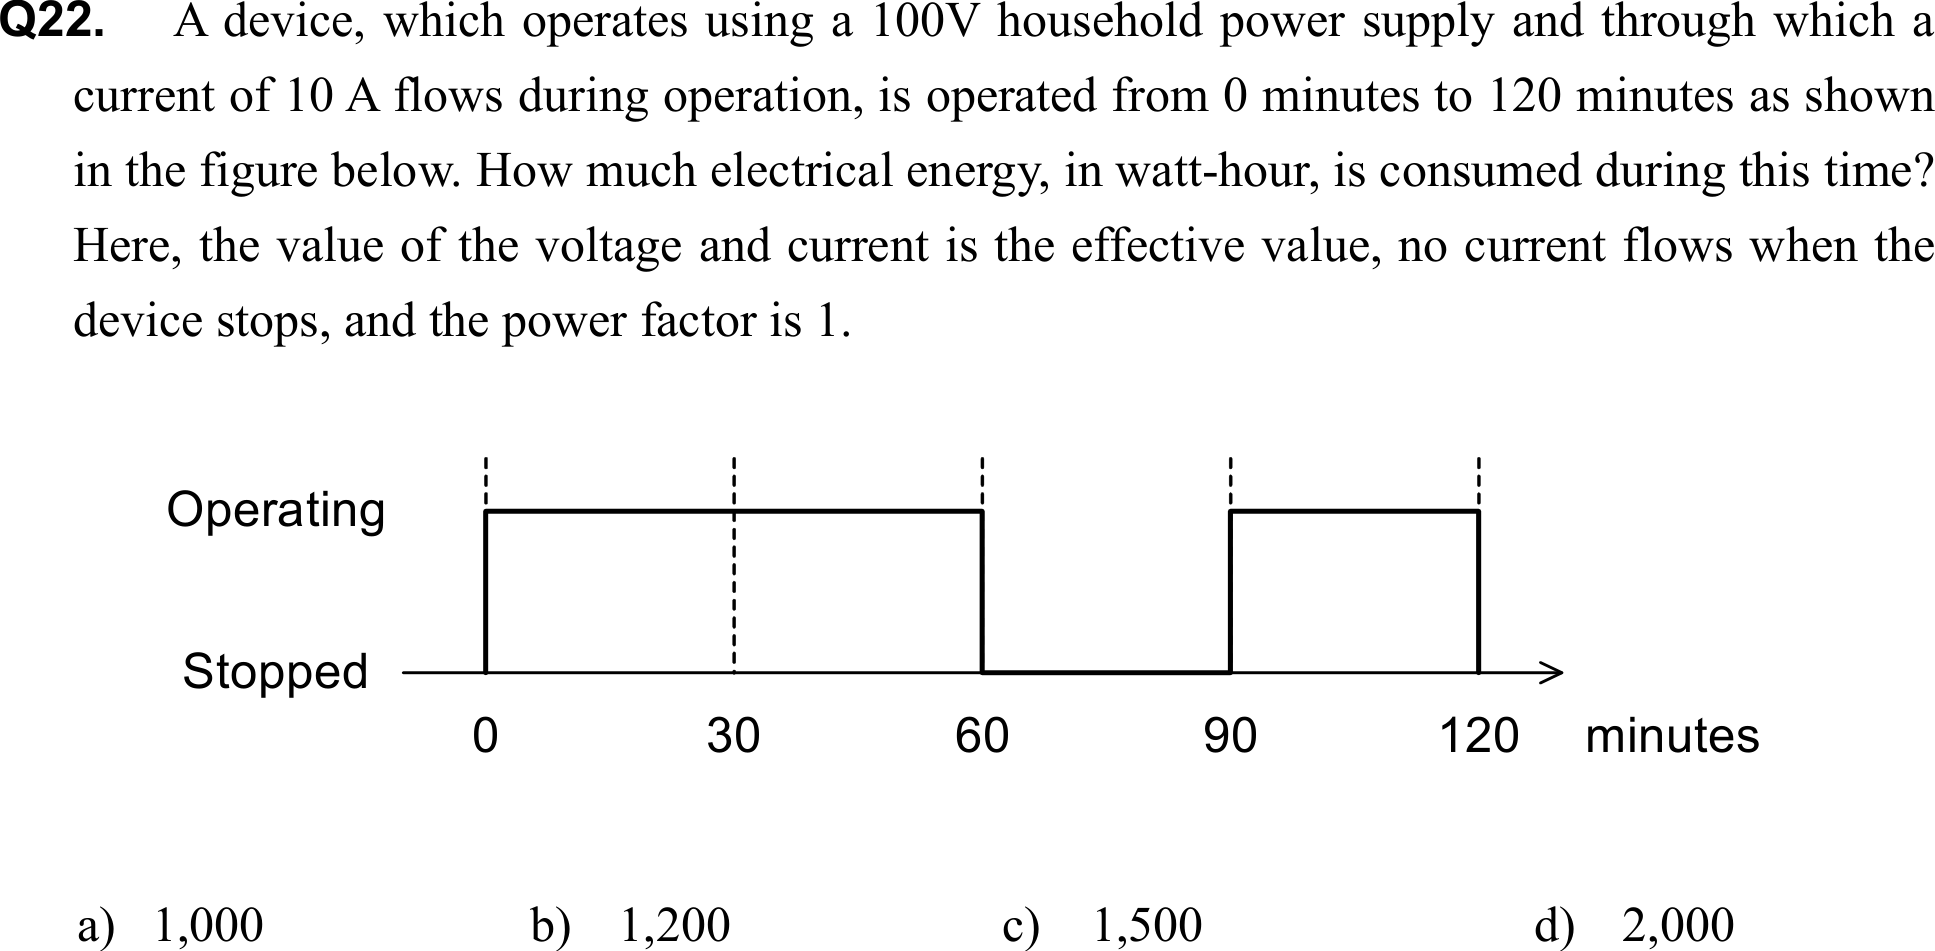 Q22. A device, which operates using a 100V household power supply and through which a
current of 10 A flows during operation, is operated from 0 minutes to 120 minutes as shown
in the figure below. How much electrical energy, in watt-hour, is consumed during this time?
Here, the value of the voltage and current is the effective value, no current flows when the
device stops, and the power factor is 1.
Operating
Stopped
0 30 60 90 120 minutes
a) 1,000 b) 1,200 c) 1,500 d) 2,000